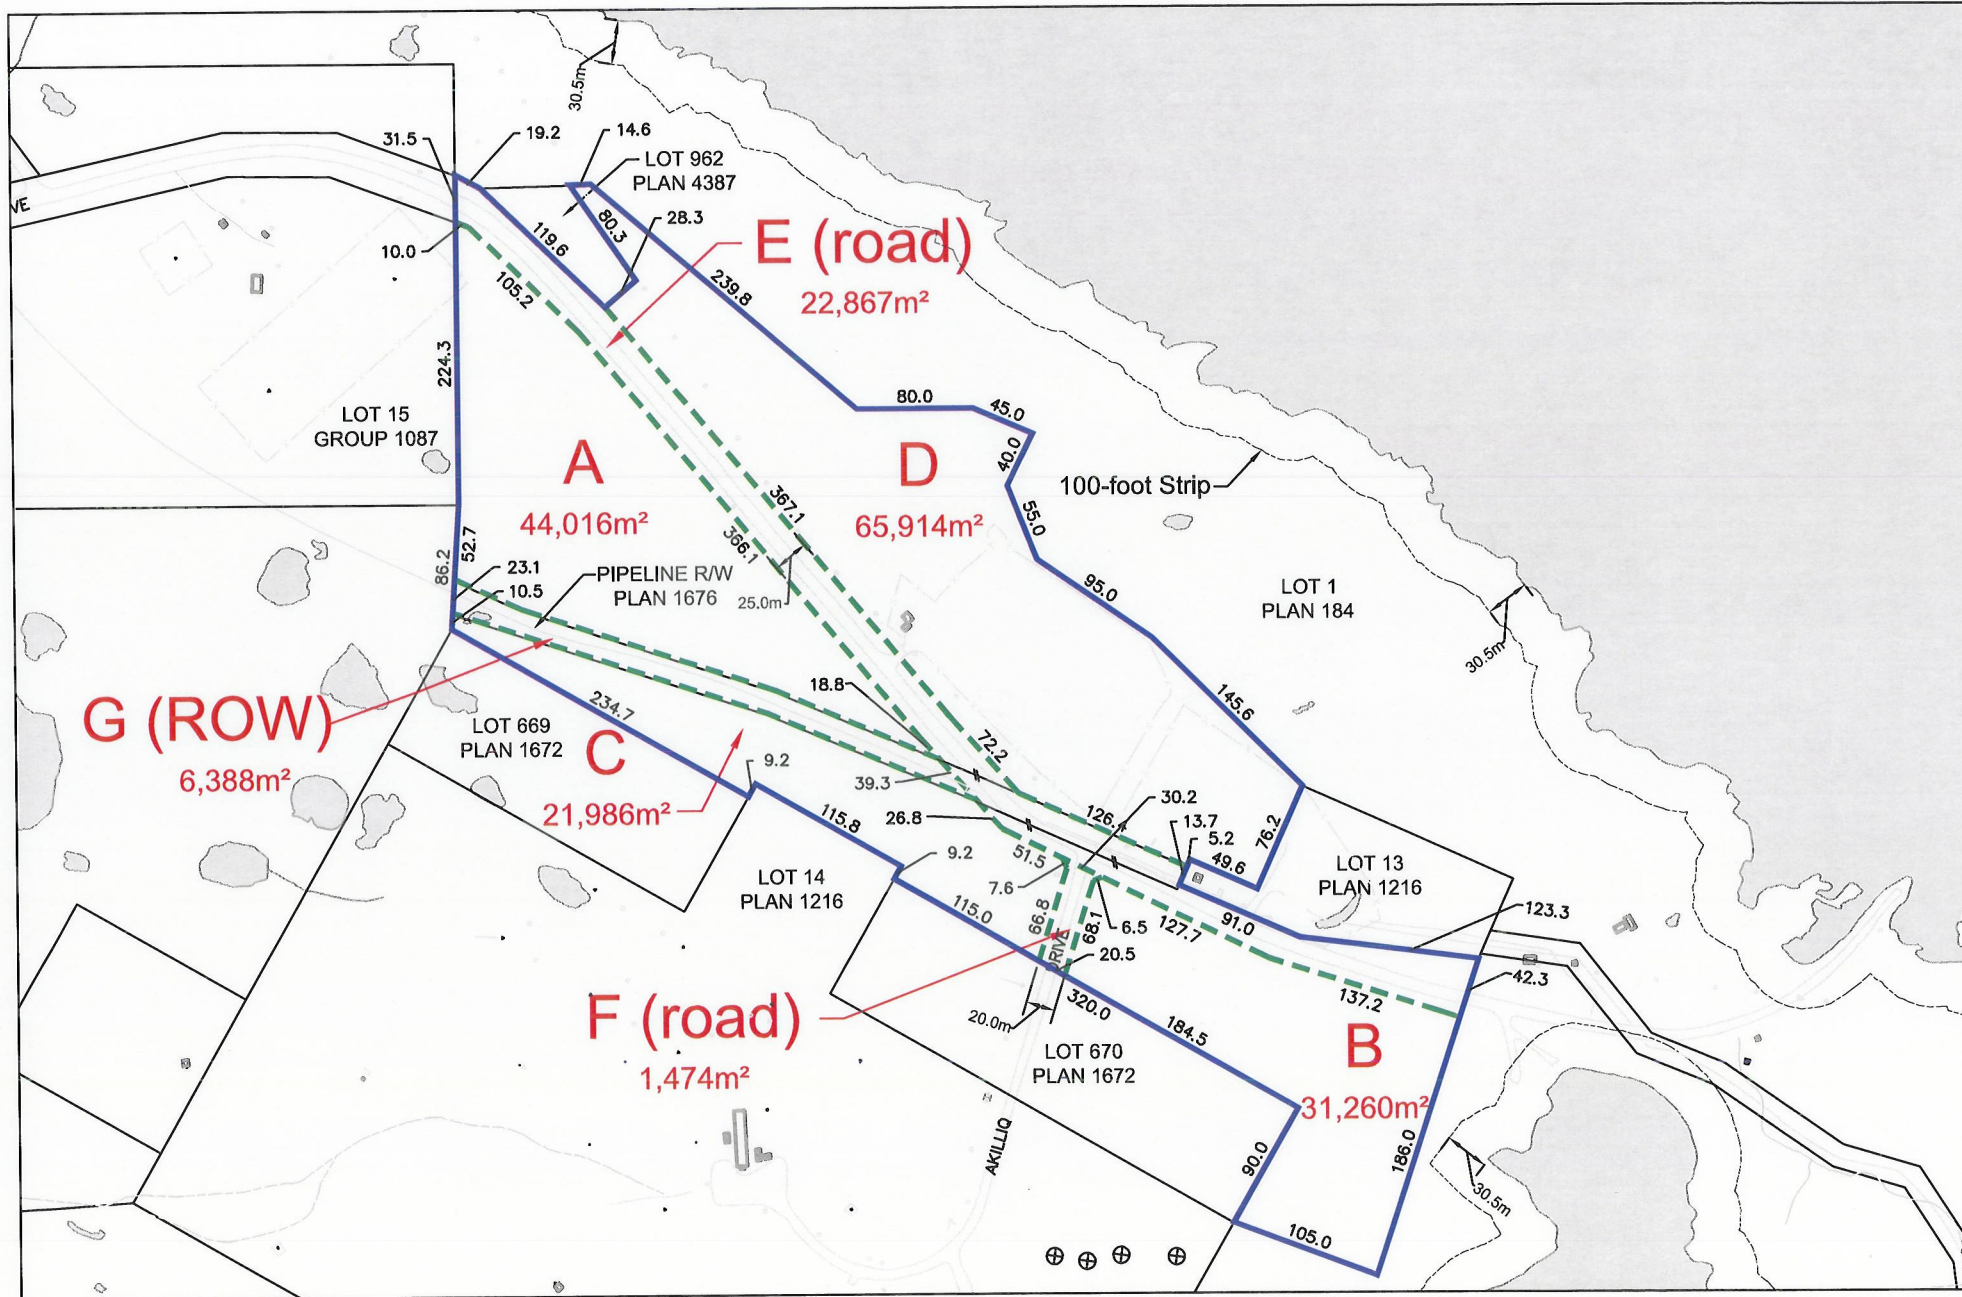 30.5m
31.5
19.2
14.6
LOT 962
PLAN 4387
VE
10.0
119.6
80.3
28.3
E (road)
22,867m²
105.2
239.8
224.3
LOT 15
GROUP 1087
80.0
45.0
40.0
A
44,016m²
D
65,914m²
100-foot Strip
55.0
367.1
366.1
86.2
52.7
23.1
10.5
PIPELINE R/W
PLAN 1676
25.0m
95.0
LOT 1
PLAN 184
30.5m
G (ROW)
6,388m²
234.7
LOT 669
PLAN 1672
C
21,986m²
18.8
145.6
72.2
39.3
9.2
115.8
26.8
126.4
30.2
13.7
5.2
49.6
76.2
51.5
7.6
9.2
LOT 14
PLAN 1216
LOT 13
PLAN 1216
115.0
66.8
68.1
6.5
127.7
91.0
123.3
DRIVE
20.5
42.3
F (road)
1,474m²
20.0m
320.0
184.5
137.2
LOT 670
PLAN 1672
B
31,260m²
AKILLIQ
90.0
186.0
30.5m
105.0